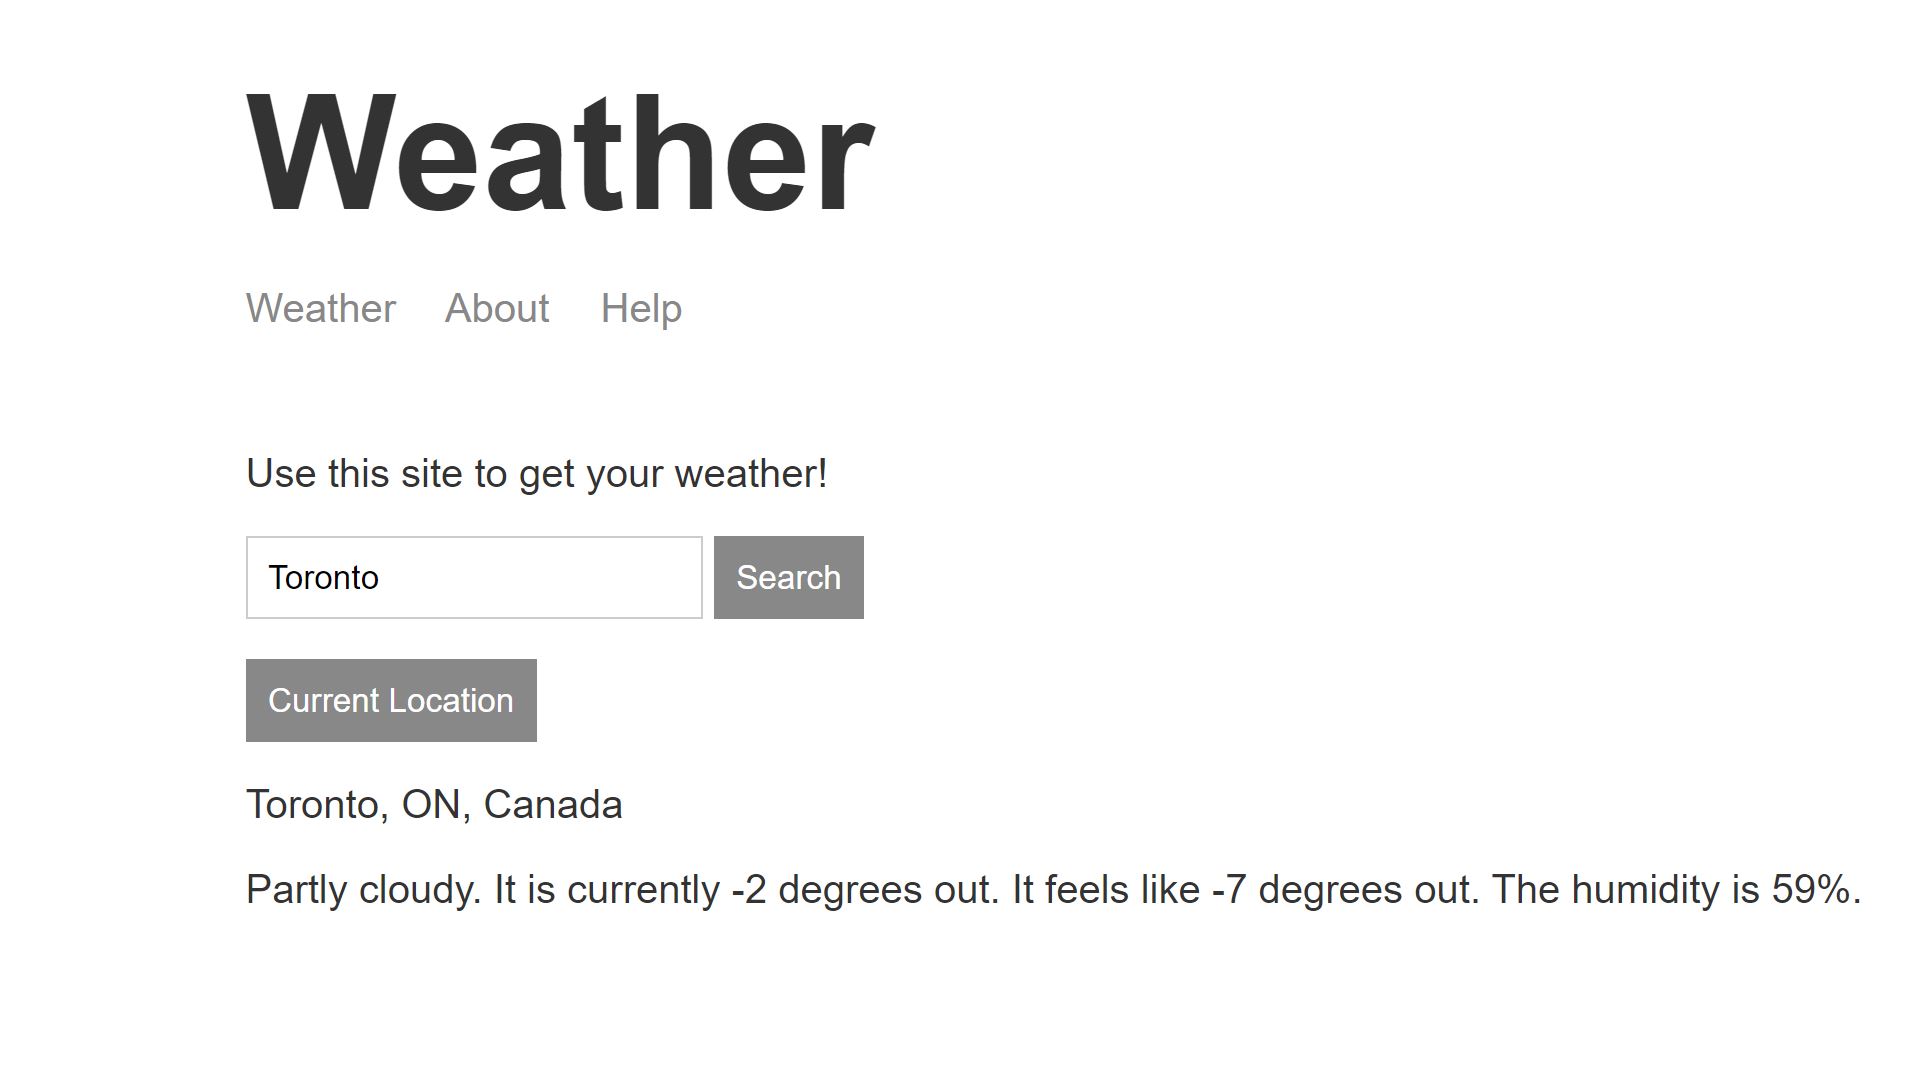 Weather
Weather About Help
Use this site to get your weather!
Toronto Search
Current Location
Toronto, ON, Canada
Partly cloudy. It is currently -2 degrees out. It feels like -7 degrees out. The humidity is 59%.